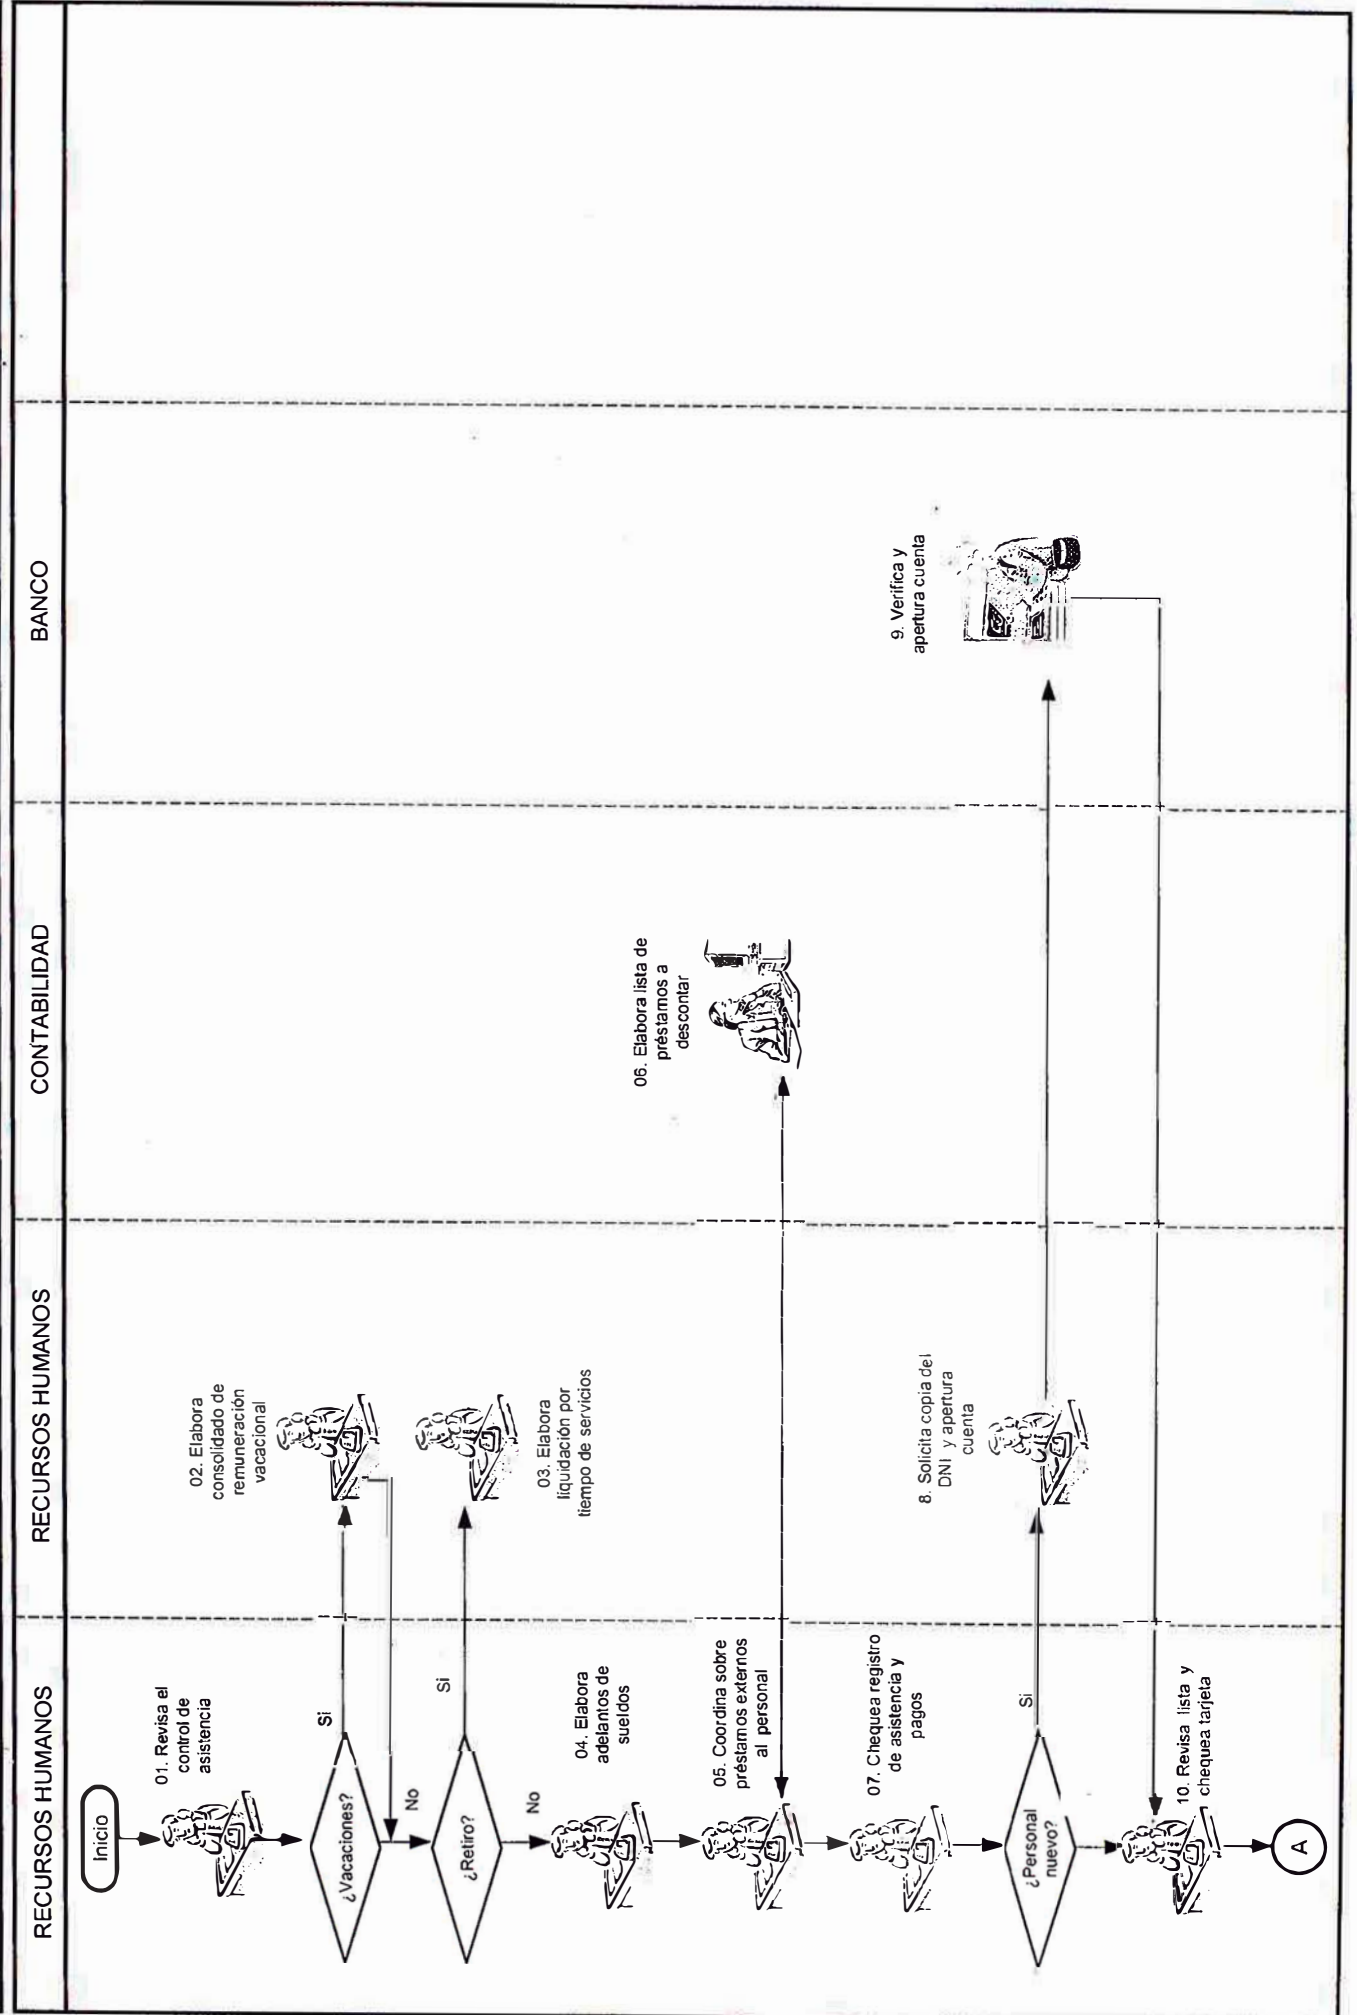 RECURSOS HUMANOS
RECURSOS HUMANOS
CONTABILIDAD
BANCO
Inicio
01. Revisa el
control de
asistencia
¿Vacaciones?
Si
02. Elabora
consolidado de
remuneración
vacacional
No
¿Retiro?
Si
03. Elabora
liquidación por
tiempo de servicios
No
04. Elabora
adelantos de
sueldos
05. Coordina sobre
préstamos externos
al personal
06. Elabora lista de
préstamos a
descontar
07. Chequea registro
de asistencia y
pagos
¿Personal
nuevo?
Si
8. Solicita copia del
DNI y apertura
cuenta
9. Verifica y
apertura cuenta
10. Revisa lista y
chequea tarjeta
A